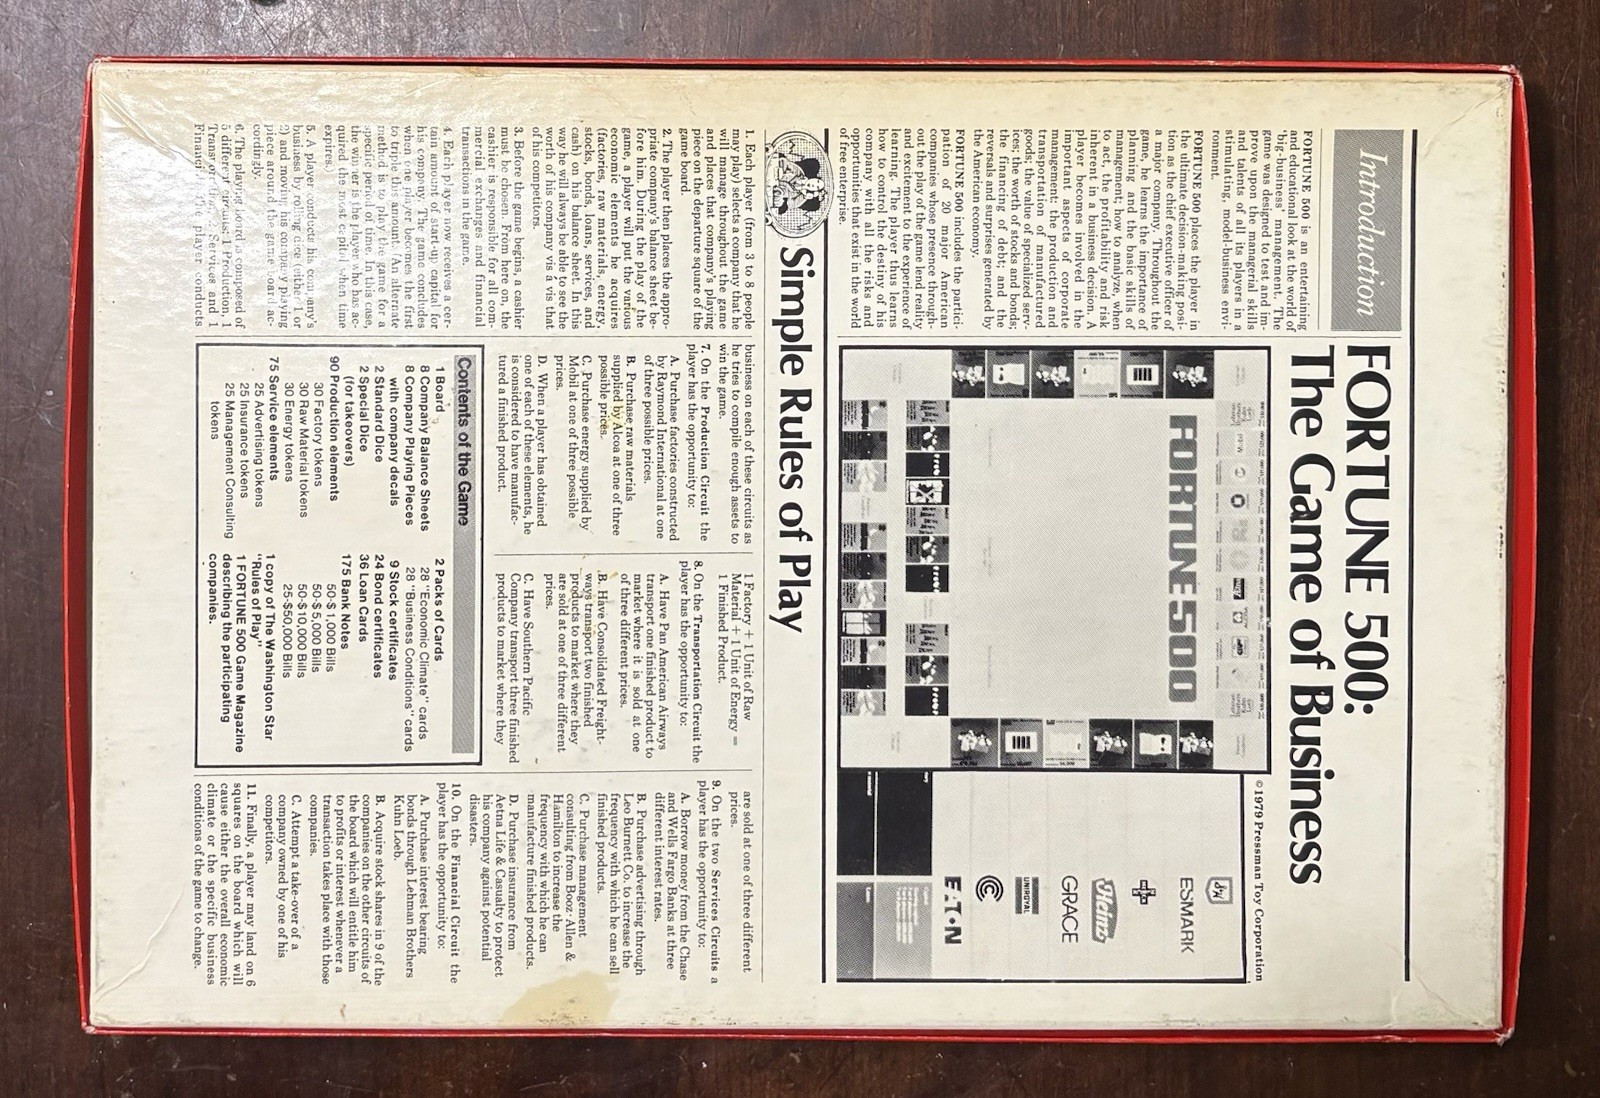 Introduction
FORTUNE 500:
The Game of Business
FORTUNE 500 is an entertaining
and educational look at the world of
"big-business" management. The
game was designed to test and im-
prove upon the managerial skills
and talents of all its players in a
stimulating, model-business envi-
ronment.
FORTUNE 500 places the player in
the ultimate decision-making posi-
tion as the chief executive officer of
a major company. Throughout the
game, he learns the importance of
planning and the basic skills of
management; how to analyze, when
to act, the profitability and risk
inherent in a business decision. A
player becomes involved in the
important aspects of corporate
management: the production and
transportation of manufactured
goods; the value of specialized serv-
ices; the worth of stocks and bonds;
the financing of debt; and the
reversals and surprises generated by
the American economy.
FORTUNE 500 includes the partici-
pation of 20 major American
companies whose presence through-
out the play of the game lend reality
and excitement to the experience of
learning. The player thus learns
how to control the destiny of his
company with all the risks and
opportunities that exist in the world
of free enterprise.
© 1979 Pressman Toy Corporation
FORTUNE 500
ESMARK
Heinz
GRACE
UNIROYAL
EATON
Simple Rules of Play
1. Each player (from 3 to 8 people
may play) selects a company that he
will manage throughout the game
and places that company's playing
piece on the departure square of the
game board.
2. The player then places the appro-
priate company's balance sheet be-
fore him. During the play of the
game, a player will put the various
economic elements he acquires
(factories, raw materials, energy,
stocks, bonds, loans, services, and
cash) on his balance sheet. In this
way he will always be able to see the
worth of his company vis á vis that
of his competitors.
3. Before the game begins, a cashier
must be chosen. From here on, the
cashier is responsible for all com-
mercial exchanges and financial
transactions in the game.
4. Each player now receives a cer-
tain amount of start-up capital for
his company. The game concludes
when one player becomes the first
to triple this amount. An alternate
method is to play the game for a
specific period of time. In this case,
the winner is the player who has ac-
quired the most capital when time
expires.
5. A player conducts his company's
business by rolling dice (either 1 or
2) and moving his company playing
piece around the game board ac-
cordingly.
6. The playing board is composed of
5 different circuits: 1 Production, 1
Transportation, 2 Services and 1
Financial. The player conducts
business on each of these circuits as
he tries to compile enough assets to
win the game.
7. On the Production Circuit the
player has the opportunity to:
A. Purchase factories constructed
by Raymond International at one
of three possible prices.
B. Purchase raw materials
supplied by Alcoa at one of three
possible prices.
C. Purchase energy supplied by
Mobil at one of three possible
prices.
D. When a player has obtained
one of each of these elements, he
is considered to have manufac-
tured a finished product.
1 Factory + 1 Unit of Raw
Material + 1 Unit of Energy =
1 Finished Product.
8. On the Transportation Circuit the
player has the opportunity to:
A. Have Pan American Airways
transport one finished product to
market where it is sold at one
of three different prices.
B. Have Consolidated Freight-
ways transport two finished
products to market where they
are sold at one of three different
prices.
C. Have Southern Pacific
Company transport three finished
products to market where they
are sold at one of three different
prices.
9. On the two Services Circuits a
player has the opportunity to:
A. Borrow money from the Chase
and Wells Fargo Banks at three
different interest rates.
B. Purchase advertising through
Leo Burnett Co. to increase the
frequency with which he can sell
finished products.
C. Purchase management
consulting from Booz·Allen &
Hamilton to increase the
frequency with which he can
manufacture finished products.
D. Purchase insurance from
Aetna Life & Casualty to protect
his company against potential
disasters.
10. On the Financial Circuit the
player has the opportunity to:
A. Purchase interest bearing
bonds through Lehman Brothers
Kuhn Loeb.
B. Acquire stock shares in 9 of the
companies on the other circuits of
the board which will entitle him
to profits or interest whenever a
transaction takes place with those
companies.
C. Attempt a take-over of a
company owned by one of his
competitors.
11. Finally, a player may land on 6
squares on the board which will
cause either the overall economic
climate or the specific business
conditions of the game to change.
Contents of the Game
1 Board
8 Company Balance Sheets
8 Company Playing Pieces
with company decals
2 Standard Dice
2 Special Dice
(for takeovers)
90 Production elements
30 Factory tokens
30 Raw Material tokens
30 Energy tokens
75 Service elements
25 Advertising tokens
25 Insurance tokens
25 Management Consulting
tokens
2 Packs of Cards
28 "Economic Climate" cards
28 "Business Conditions" cards
9 Stock certificates
24 Bond certificates
36 Loan Cards
175 Bank Notes
50-$ 1,000 Bills
50-$ 5,000 Bills
50-$10,000 Bills
25-$50,000 Bills
1 copy of The Washington Star
"Rules of Play"
1 FORTUNE 500 Game Magazine
describing the participating
companies.